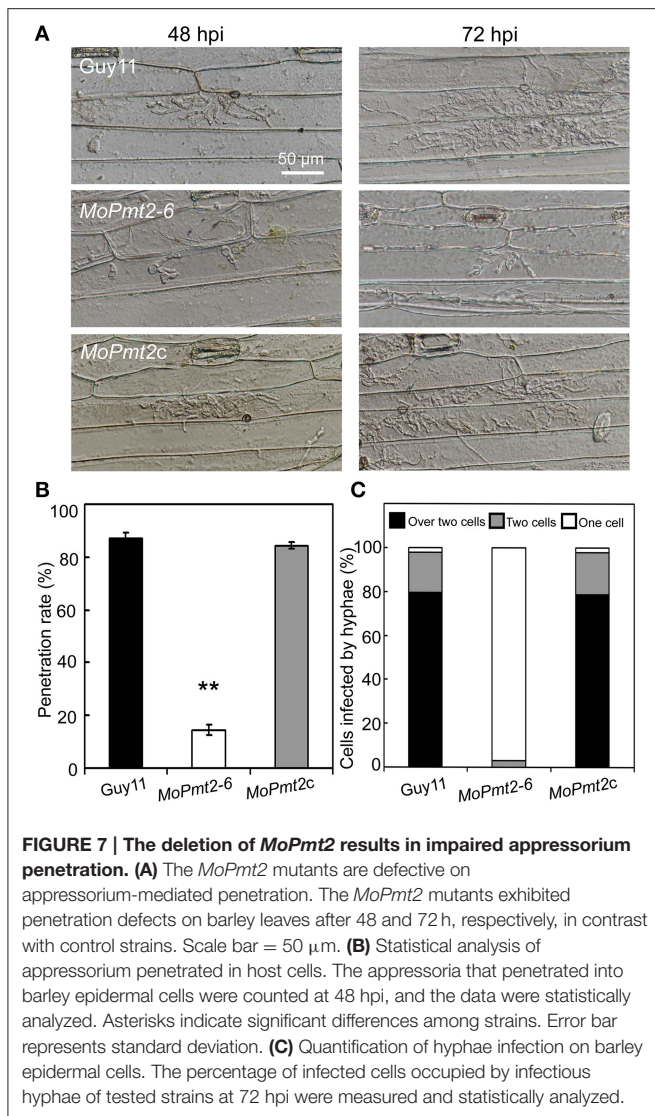 A
48 hpi
72 hpi
Guy11
50 μm
MoPmt2-6
MoPmt2c
B
C
Penetration rate (%)
100
80
60
40
20
0
**
Guy11
MoPmt2-6
MoPmt2c
Over two cells
Two cells
One cell
Cells infected by hyphae (%)
100
80
60
40
20
0
Guy11
MoPmt2-6
MoPmt2c
FIGURE 7 | The deletion of MoPmt2 results in impaired appressorium
penetration. (A) The MoPmt2 mutants are defective on
appressorium-mediated penetration. The MoPmt2 mutants exhibited
penetration defects on barley leaves after 48 and 72 h, respectively, in contrast
with control strains. Scale bar = 50 μm. (B) Statistical analysis of
appressorium penetrated in host cells. The appressoria that penetrated into
barley epidermal cells were counted at 48 hpi, and the data were statistically
analyzed. Asterisks indicate significant differences among strains. Error bar
represents standard deviation. (C) Quantification of hyphae infection on barley
epidermal cells. The percentage of infected cells occupied by infectious
hyphae of tested strains at 72 hpi were measured and statistically analyzed.